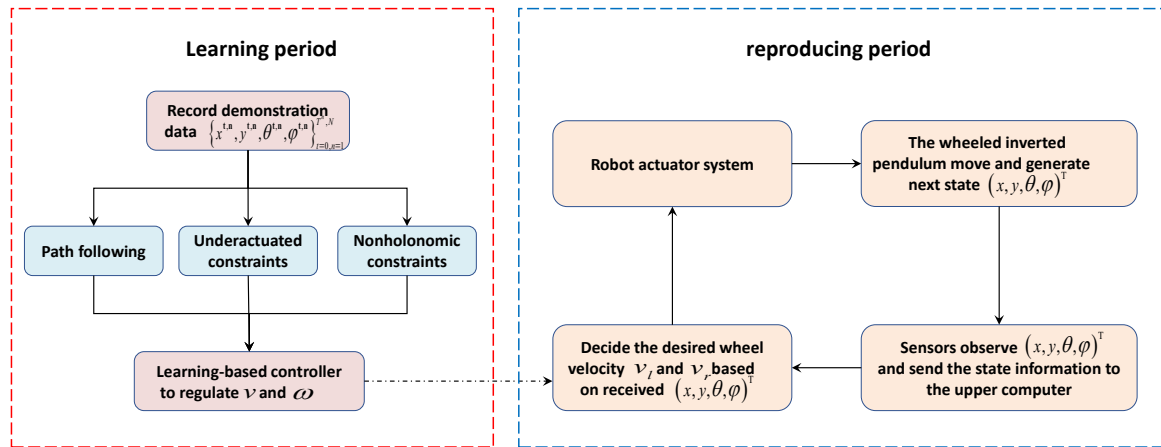 Learning period
Record demonstration
data {x^{t,n}, y^{t,n}, θ^{t,n}, φ^{t,n}}_{t=0,n=1}^{T^n,N}
Path following
Underactuated
constraints
Nonholonomic
constraints
Learning-based controller
to regulate v and ω
reproducing period
Robot actuator system
The wheeled inverted
pendulum move and generate
next state (x, y, θ, φ)^T
Decide the desired wheel
velocity v_l and v_r based
on received (x, y, θ, φ)^T
Sensors observe (x, y, θ, φ)^T
and send the state information to
the upper computer